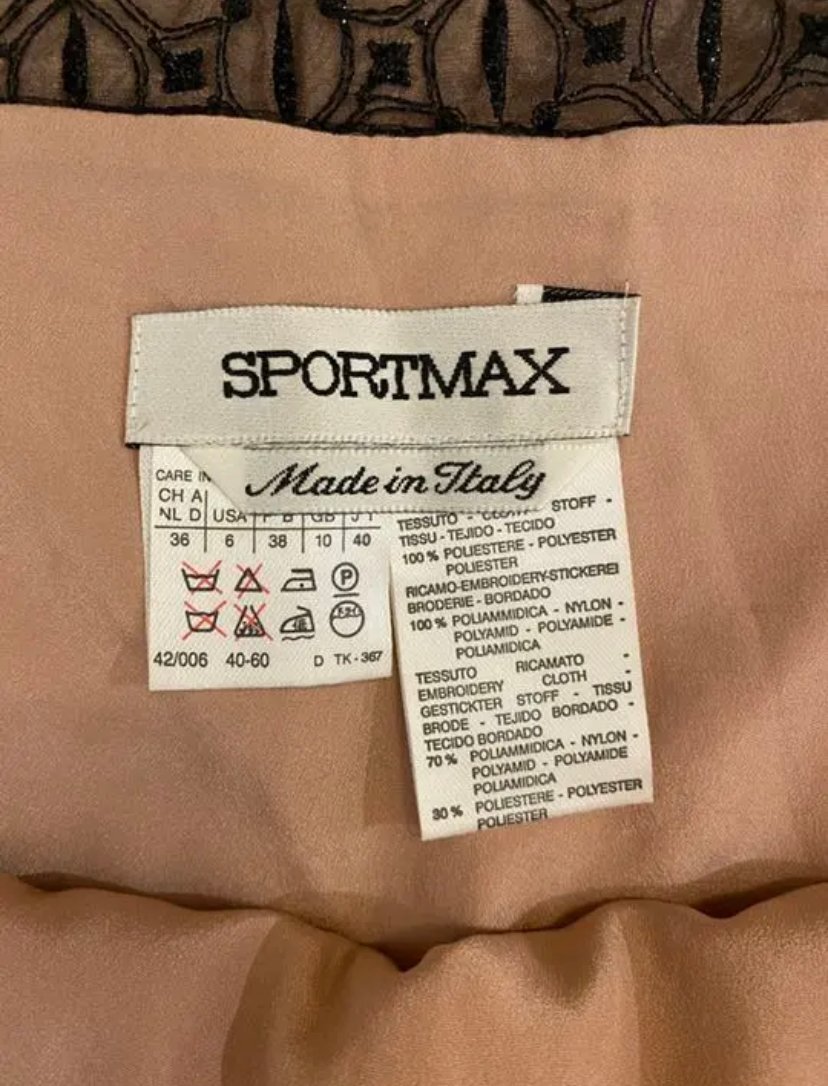 SPORTMAX
Made in Italy
CARE IN
CH A
NL D USA F B GB J Y
36 6 38 10 40
P
42/006 40-60 D TK-367
STOFF -
TESSUTO - CLOTH
TISSU - TEJIDO - TECIDO
100 % POLIESTERE - POLYESTER
POLIESTER
RICAMO-EMBROIDERY-STICKEREI
BRODERIE - BORDADO
100 % POLIAMMIDICA - NYLON -
POLYAMID - POLYAMIDE -
POLIAMIDICA
TESSUTO RICAMATO -
EMBROIDERY CLOTH -
GESTICKTER STOFF - TISSU
BRODE - TEJIDO BORDADO -
TECIDO BORDADO
70 % POLIAMMIDICA - NYLON -
POLYAMID - POLYAMIDE
POLIAMIDICA
30 % POLIESTERE - POLYESTER
POLIESTER